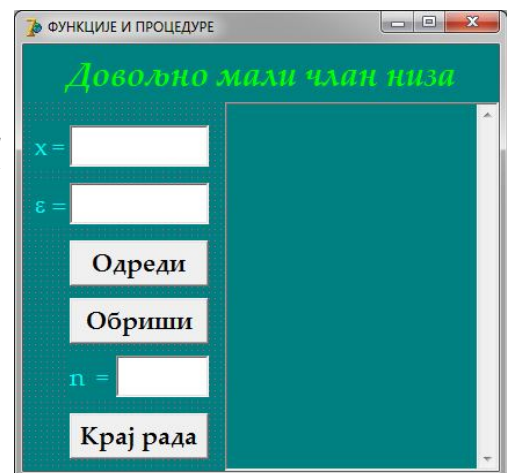 ФУНКЦИЈЕ И ПРОЦЕДУРЕ
Довољно мали члан низа
x =
ε =
Одреди
Обриши
n =
Крај рада